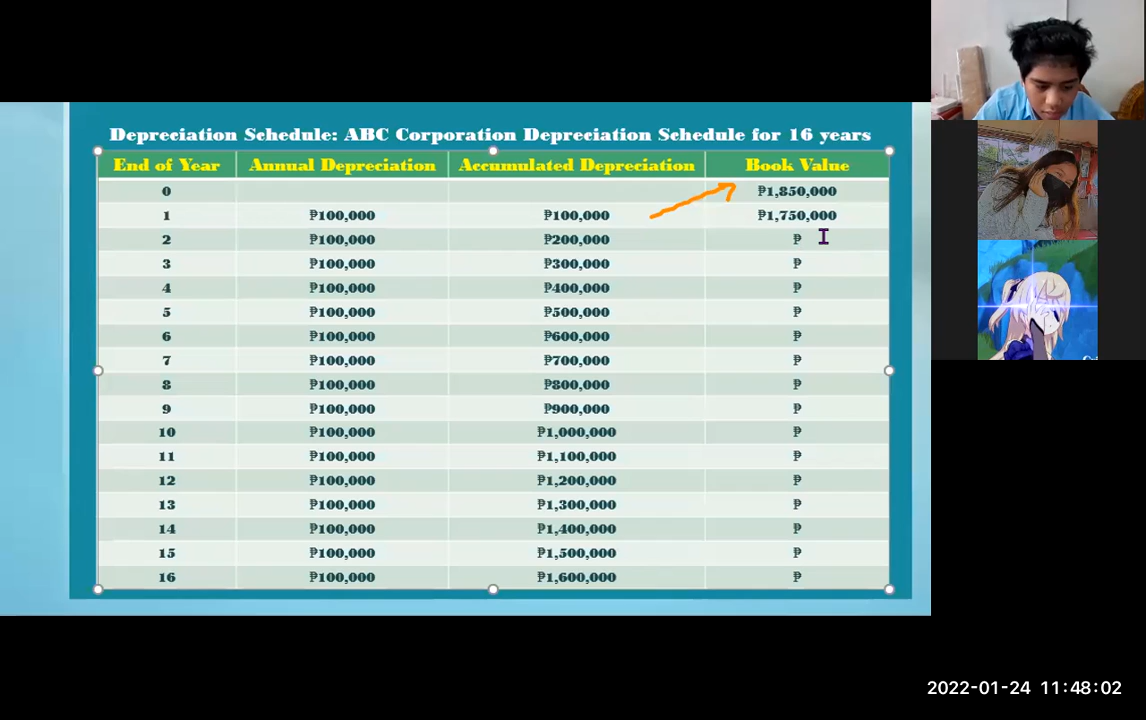 Depreciation Schedule: ABC Corporation Depreciation Schedule for 16 years
End of Year Annual Depreciation Accumulated Depreciation Book Value
0 ₱1,850,000
1 ₱100,000 ₱100,000 ₱1,750,000
2 ₱100,000 ₱200,000 ₱
3 ₱100,000 ₱300,000 ₱
4 ₱100,000 ₱400,000 ₱
5 ₱100,000 ₱500,000 ₱
6 ₱100,000 ₱600,000 ₱
7 ₱100,000 ₱700,000 ₱
8 ₱100,000 ₱800,000 ₱
9 ₱100,000 ₱900,000 ₱
10 ₱100,000 ₱1,000,000 ₱
11 ₱100,000 ₱1,100,000 ₱
12 ₱100,000 ₱1,200,000 ₱
13 ₱100,000 ₱1,300,000 ₱
14 ₱100,000 ₱1,400,000 ₱
15 ₱100,000 ₱1,500,000 ₱
16 ₱100,000 ₱1,600,000 ₱
2022-01-24 11:48:02